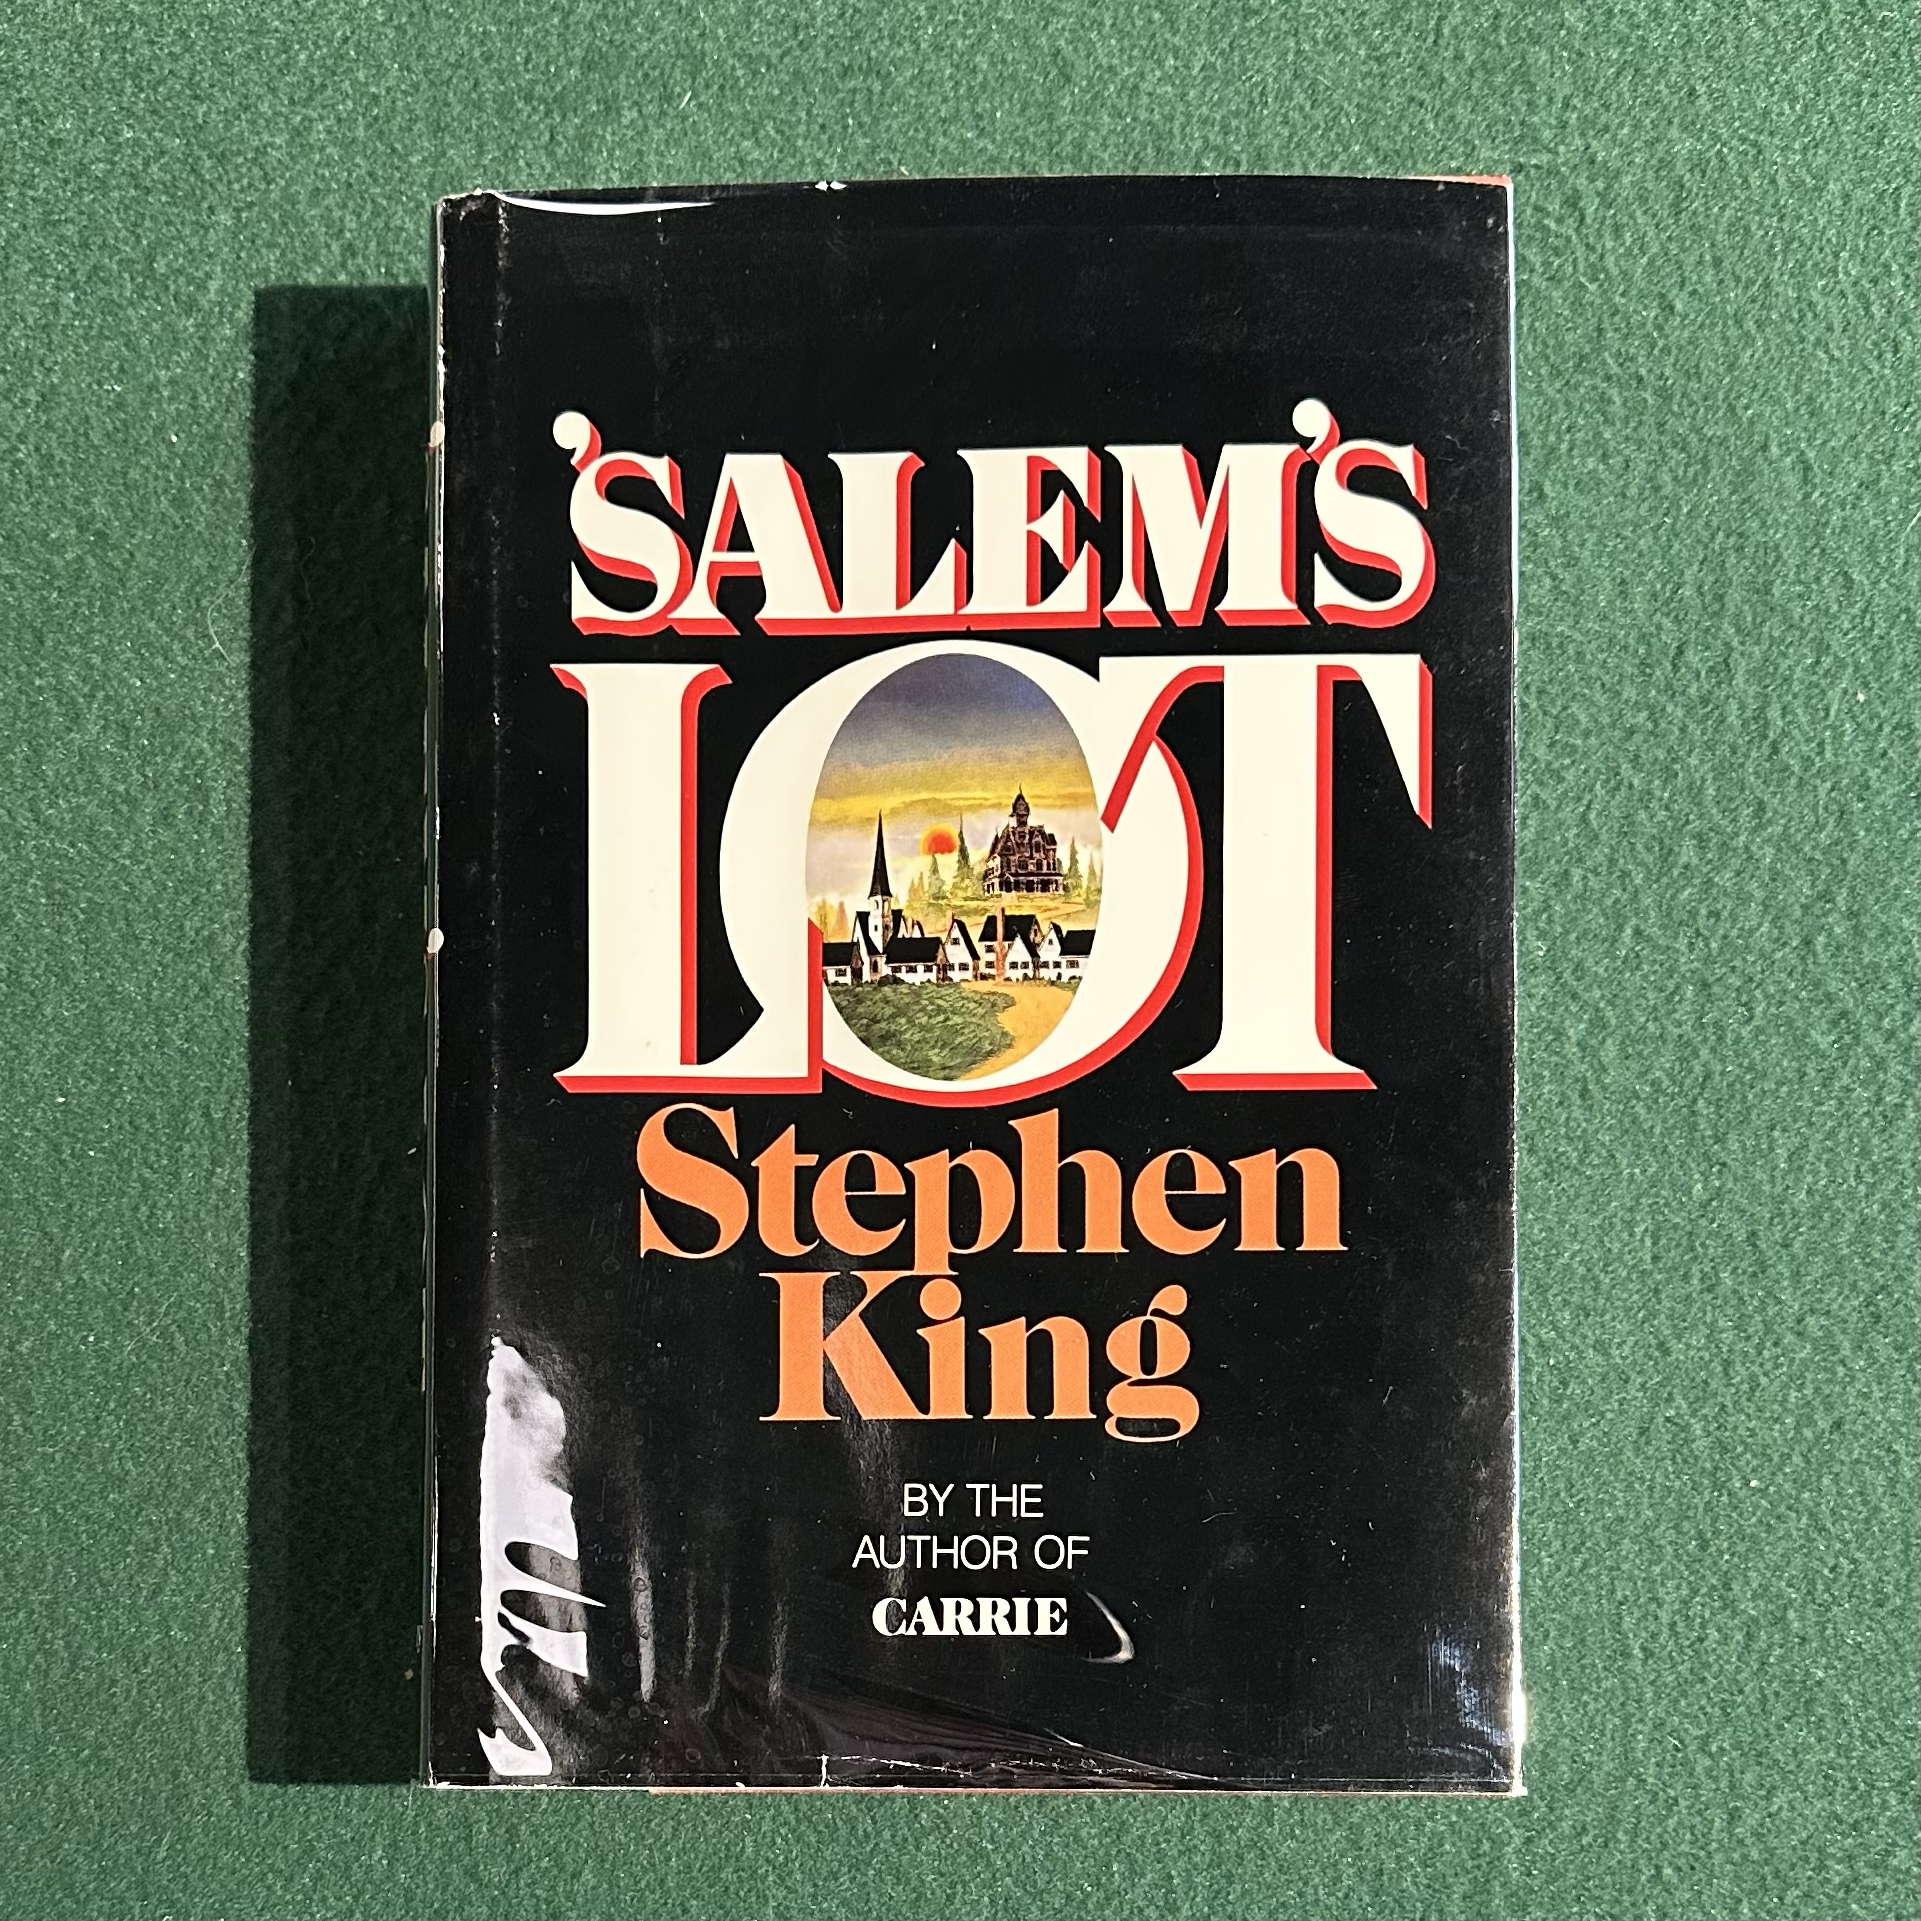 ’SALEM’S
LOT
Stephen
King
BY THE
AUTHOR OF
CARRIE